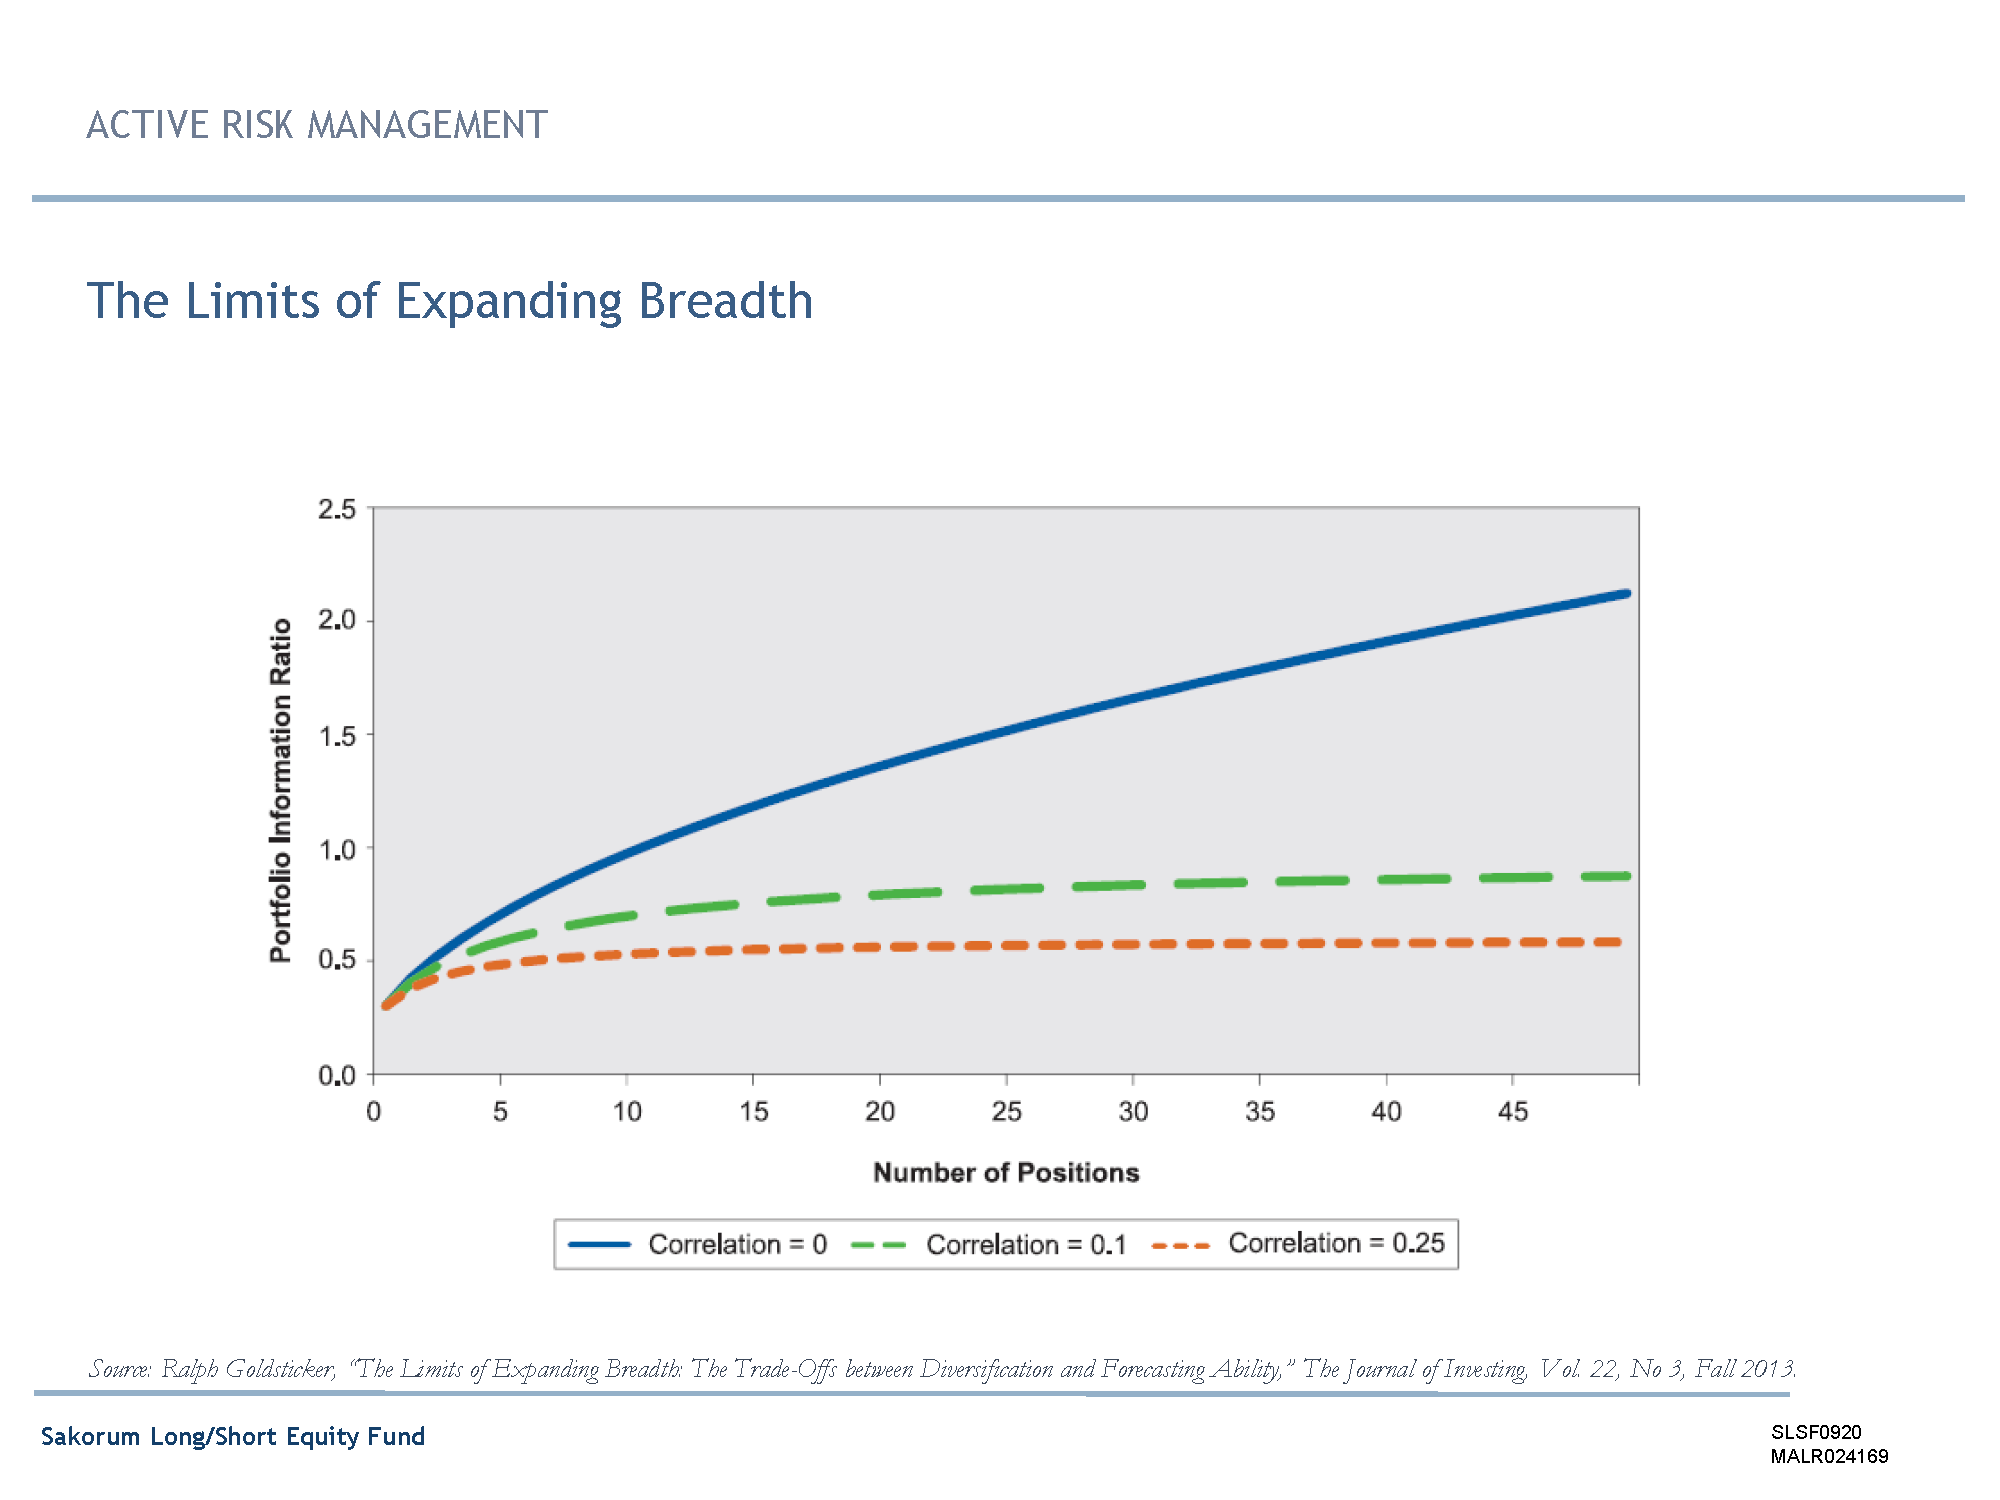 ACTIVE RISK MANAGEMENT
The Limits of Expanding Breadth
2.5
2.0
1.5
1.0
0.5
0.0
Portfolio Information Ratio
0 5 10 15 20 25 30 35 40 45
Number of Positions
Correlation = 0 Correlation = 0.1 Correlation = 0.25
Source: Ralph Goldsticker, “The Limits of Expanding Breadth: The Trade-Offs between Diversification and Forecasting Ability,” The Journal of Investing, Vol. 22, No 3, Fall 2013.
Sakorum Long/Short Equity Fund
SLSF0920
MALR024169